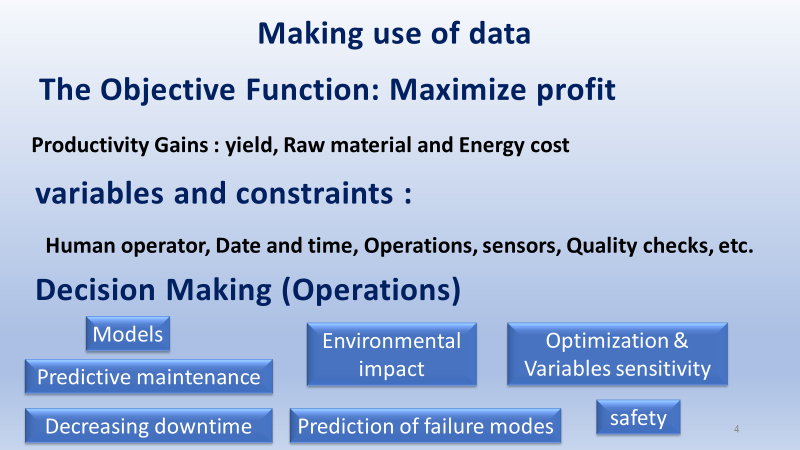 Making use of data
The Objective Function: Maximize profit
Productivity Gains : yield, Raw material and Energy cost
variables and constraints :
Human operator, Date and time, Operations, sensors, Quality checks, etc.
Decision Making (Operations)
Models
Environmental
impact
Optimization &
Variables sensitivity
Predictive maintenance
Decreasing downtime
Prediction of failure modes
safety
4